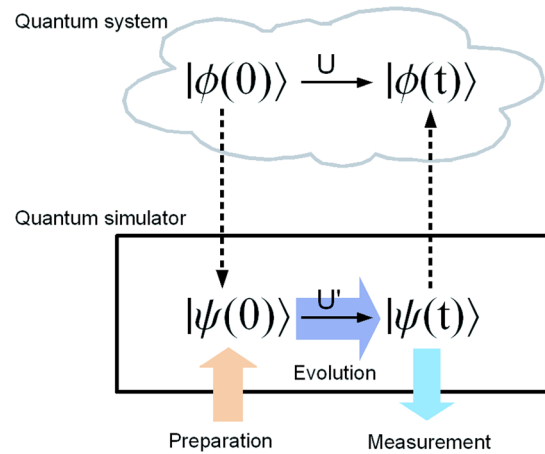 Quantum system
|ϕ(0)⟩ U |ϕ(t)⟩
Quantum simulator
|ψ(0)⟩ U' |ψ(t)⟩
Evolution
Preparation Measurement